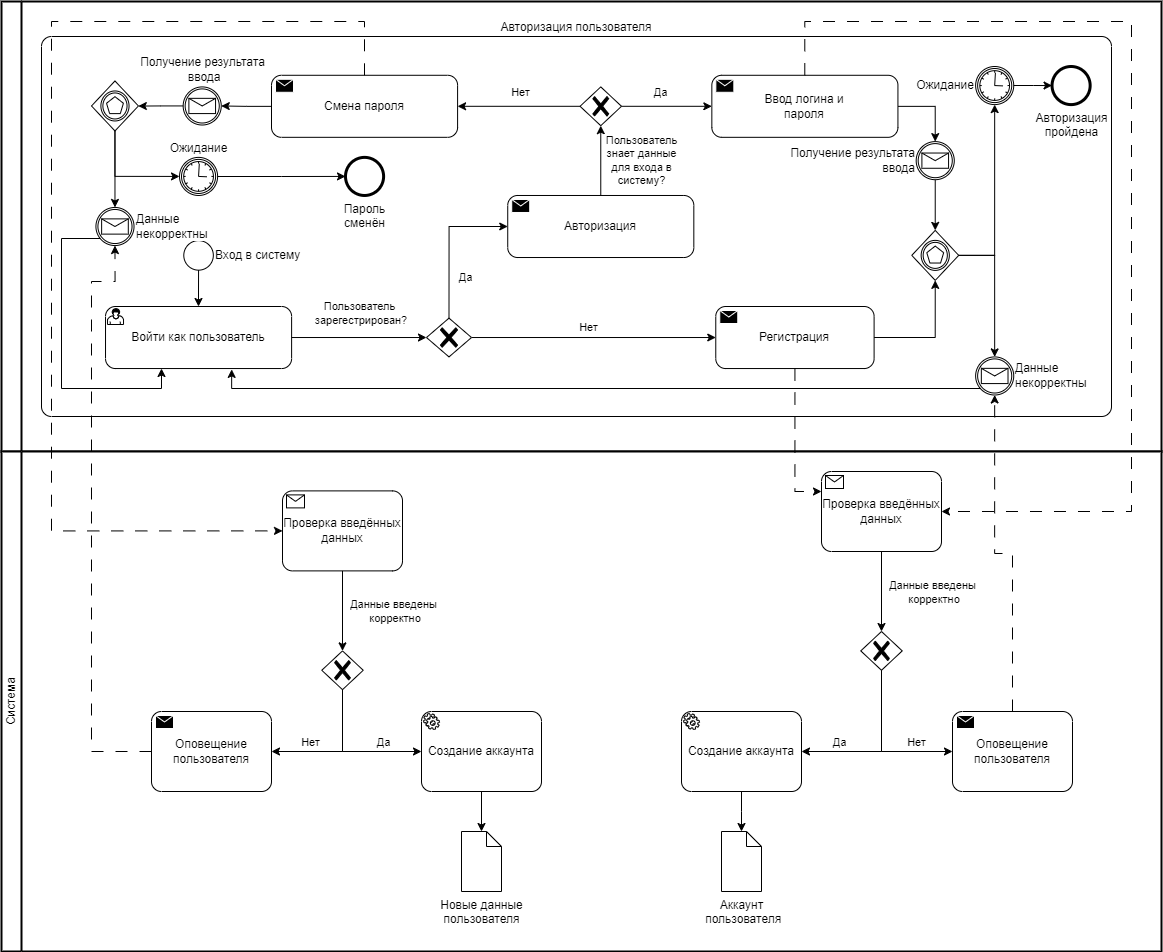 Авторизация пользователя
Получение результата
ввода
Смена пароля
Нет
Да
Ввод логина и
пароля
Ожидание
Авторизация
пройдена
Пользователь
знает данные
для входа в
систему?
Получение результата
ввода
Ожидание
Пароль
сменён
Данные
некорректны
Авторизация
Вход в систему
Да
Войти как пользователь
Пользователь
зарегестрирован?
Нет
Регистрация
Данные
некорректны
Система
Проверка введённых
данных
Проверка введённых
данных
Данные введены
корректно
Данные введены
корректно
Оповещение
пользователя
Нет
Да
Создание аккаунта
Создание аккаунта
Да
Нет
Оповещение
пользователя
Новые данные
пользователя
Аккаунт
пользователя